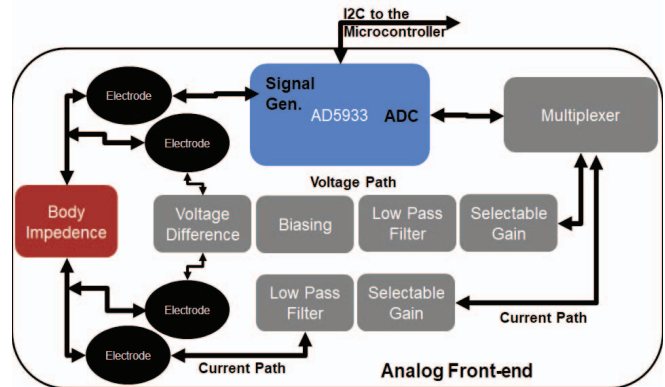 I2C to the
Microcontroller
Electrode
Signal
Gen.
AD5933
ADC
Multiplexer
Electrode
Voltage Path
Body
Impedence
Voltage
Difference
Biasing
Low Pass
Filter
Selectable
Gain
Electrode
Low Pass
Filter
Selectable
Gain
Current Path
Electrode
Current Path
Analog Front-end